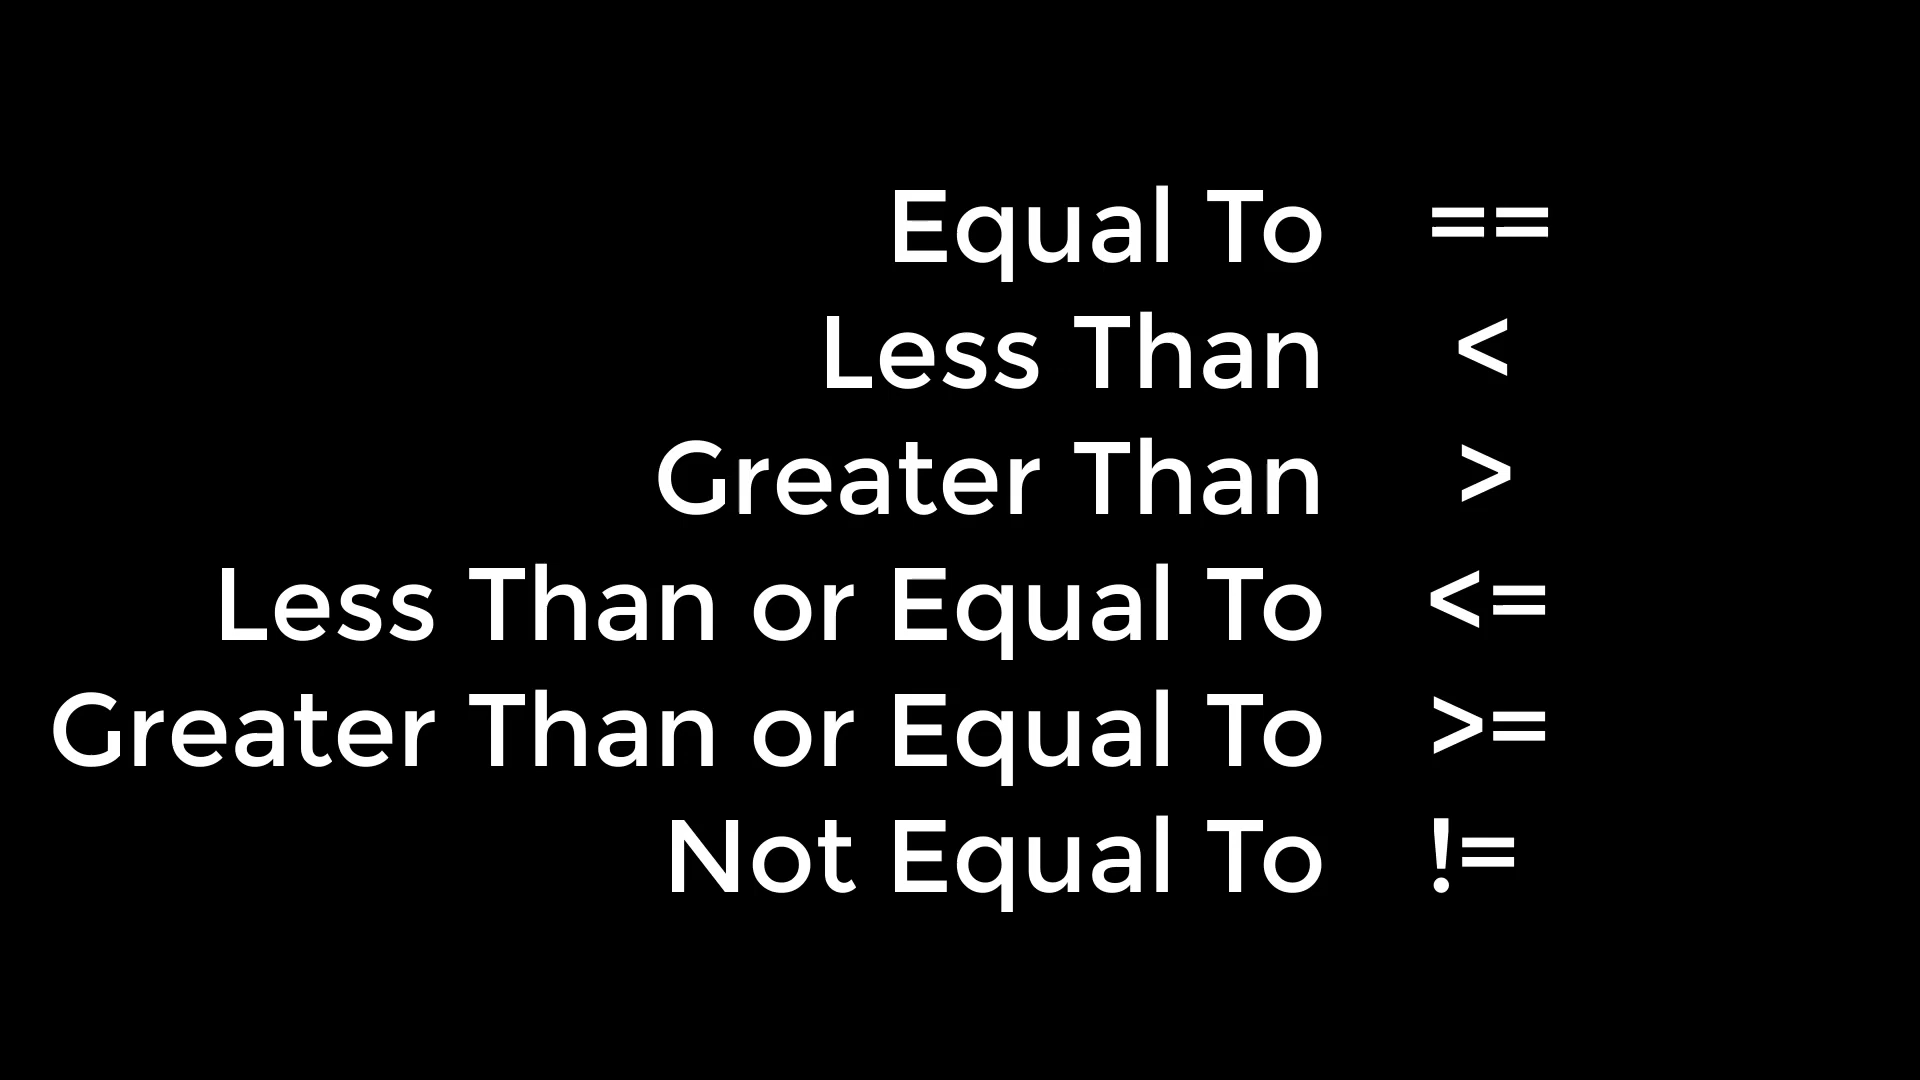 Equal To ==
Less Than <
Greater Than >
Less Than or Equal To <=
Greater Than or Equal To >=
Not Equal To !=